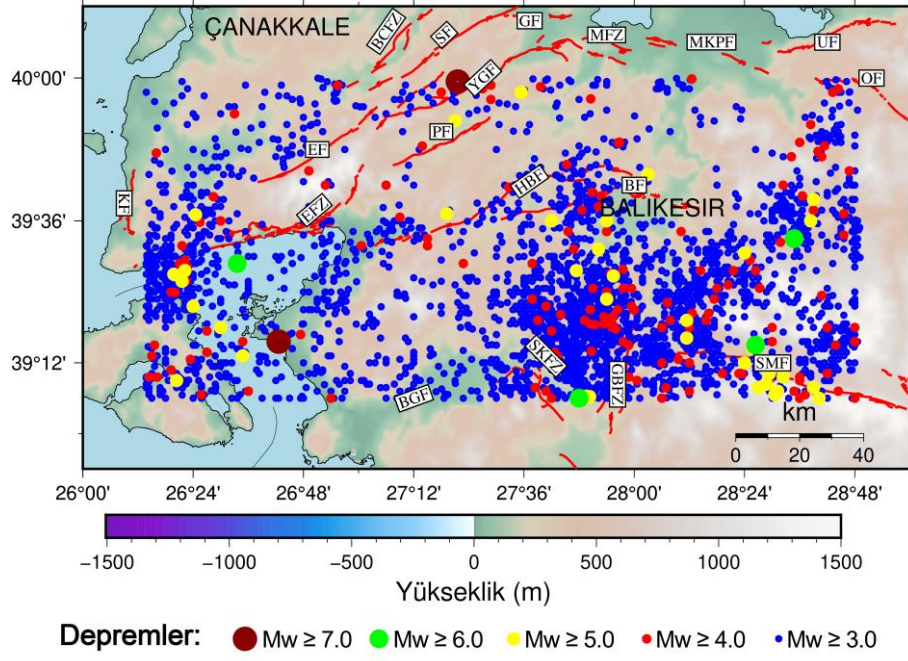 ÇANAKKALE
BCFZ
SF
GF
MFZ
MKPF
UF
OF
YGF
PF
EF
KF
EFZ
HBF
BF
BALIKESİR
SKFZ
GBFZ
SMF
BGF
km
0 20 40
40°00'
39°36'
39°12'
26°00' 26°24' 26°48' 27°12' 27°36' 28°00' 28°24' 28°48'
−1500 −1000 −500 0 500 1000 1500
Yükseklik (m)
Depremler: Mw ≥ 7.0 Mw ≥ 6.0 Mw ≥ 5.0 Mw ≥ 4.0 Mw ≥ 3.0